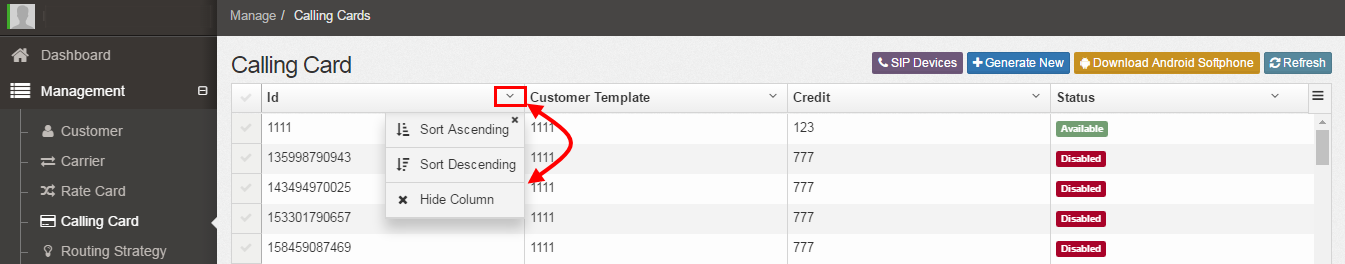 Manage / Calling Cards
Dashboard
Management
Customer
Carrier
Rate Card
Calling Card
Routing Strategy
Calling Card
SIP Devices
Generate New
Download Android Softphone
Refresh
Id Customer Template Credit Status
1111 1111 123 Available
135998790943 1111 777 Disabled
143494970025 1111 777 Disabled
153301790657 1111 777 Disabled
158459087469 1111 777 Disabled
Sort Ascending
Sort Descending
Hide Column